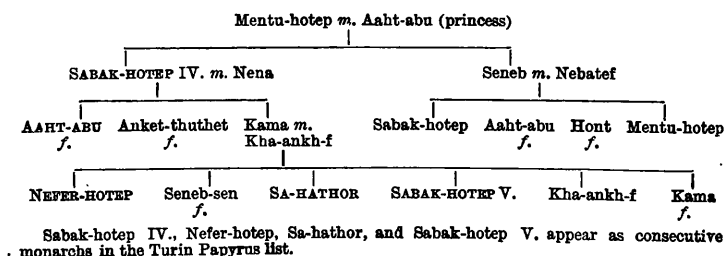 Mentu-hotep m. Aaht-abu (princess)
SABAK-HOTEP IV. m. Nena Seneb m. Nebatef
AAHT-ABU Anket-thuthet Kama m. Sabak-hotep Aaht-abu Hont Mentu-hotep
f. f. Kha-ankh-f f. f.
NEFER-HOTEP Seneb-sen SA-HATHOR SABAK-HOTEP V. Kha-ankh-f Kama
f. f.
Sabak-hotep IV., Nefer-hotep, Sa-hathor, and Sabak-hotep V. appear as consecutive
monarchs in the Turin Papyrus list.